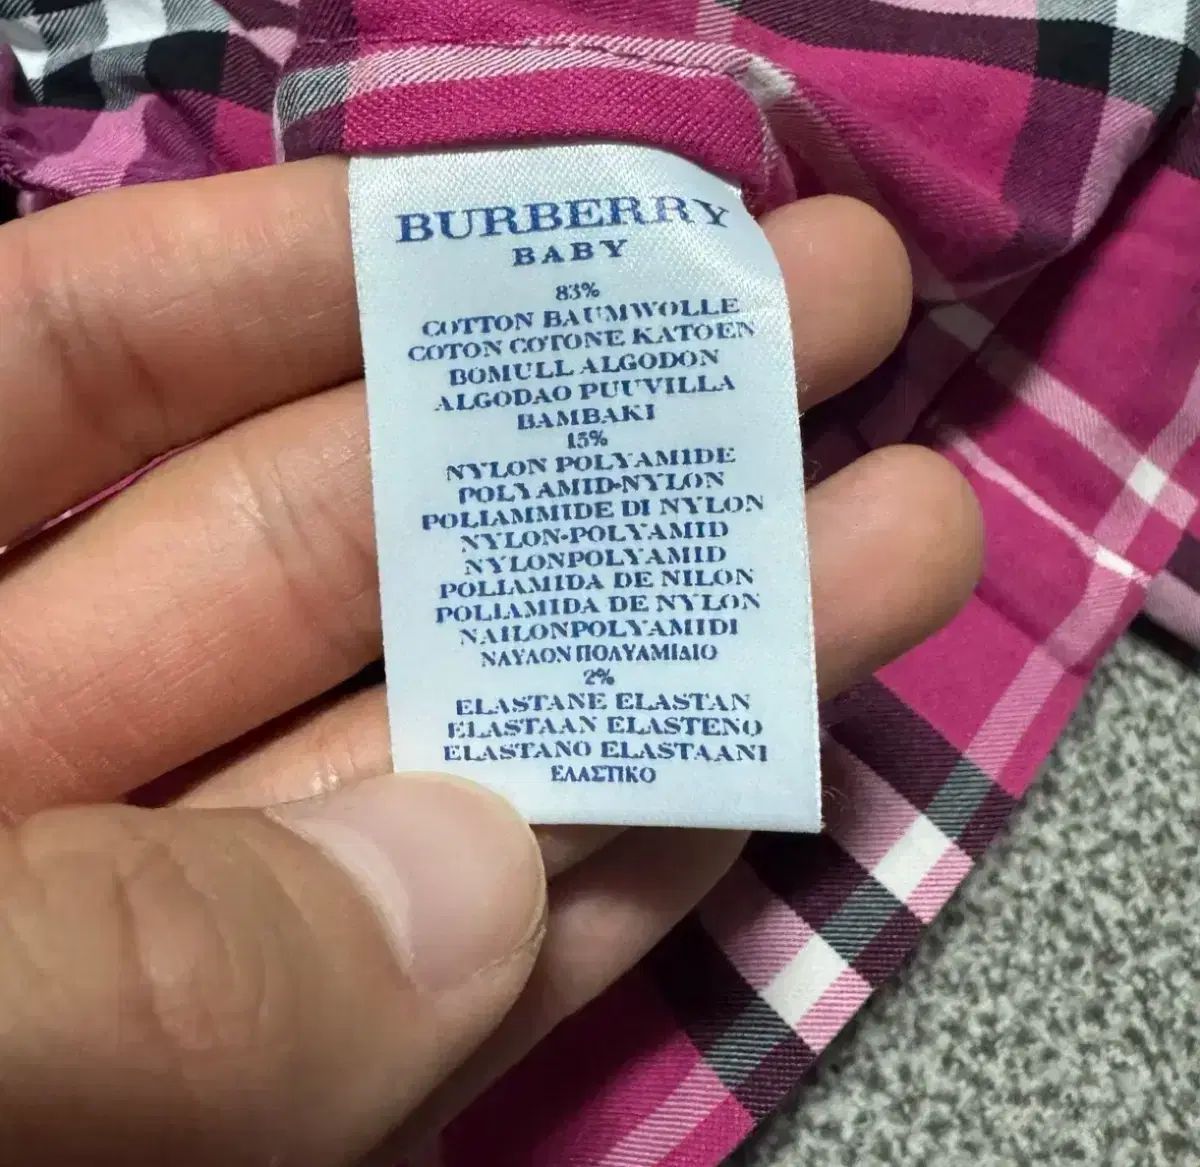 BURBERRY
BABY
83%
COTTON BAUMWOLLE
COTON COTONE KATOEN
BOMULL ALGODON
ALGODAO PUUVILLA
BAMBAKI
15%
NYLON POLYAMIDE
POLYAMID-NYLON
POLIAMMIDE DI NYLON
NYLON-POLYAMID
NYLONPOLYAMID
POLIAMIDA DE NILON
POLIAMIDA DE NYLON
NAILONPOLYAMIDI
ΝΑΥΛΟΝ ΠΟΛΥΑΜΙΔΙΟ
2%
ELASTANE ELASTAN
ELASTAAN ELASTENO
ELASTANO ELASTAANI
ΕΛΑΣΤΙΚΟ